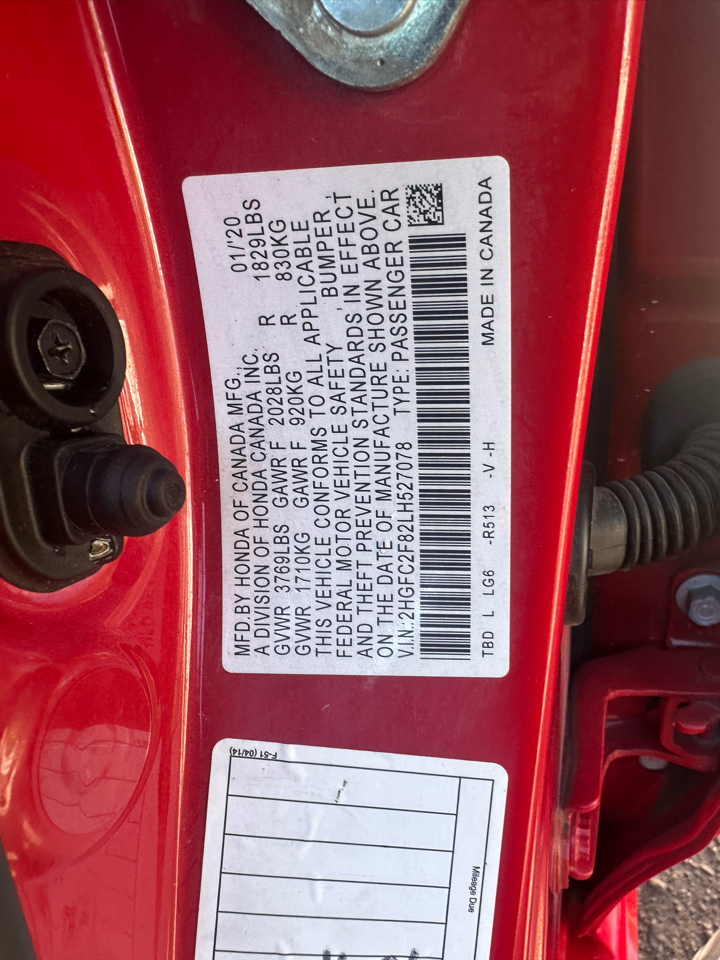 MFD.BY HONDA OF CANADA MFG., 01/'20
A DIVISION OF HONDA CANADA INC.
GVWR 3769LBS GAWR F 2028LBS R 1829LBS
GVWR 1710KG GAWR F 920KG R 830KG
THIS VEHICLE CONFORMS TO ALL APPLICABLE
FEDERAL MOTOR VEHICLE SAFETY , BUMPER ,
AND THEFT PREVENTION STANDARDS IN EFFECT
ON THE DATE OF MANUFACTURE SHOWN ABOVE.
V.I.N.:2HGFC2F82LH527078 TYPE: PASSENGER CAR
TBD L LG6 -R513 -V -H MADE IN CANADA
F-51 (04/14)
Mileage Due